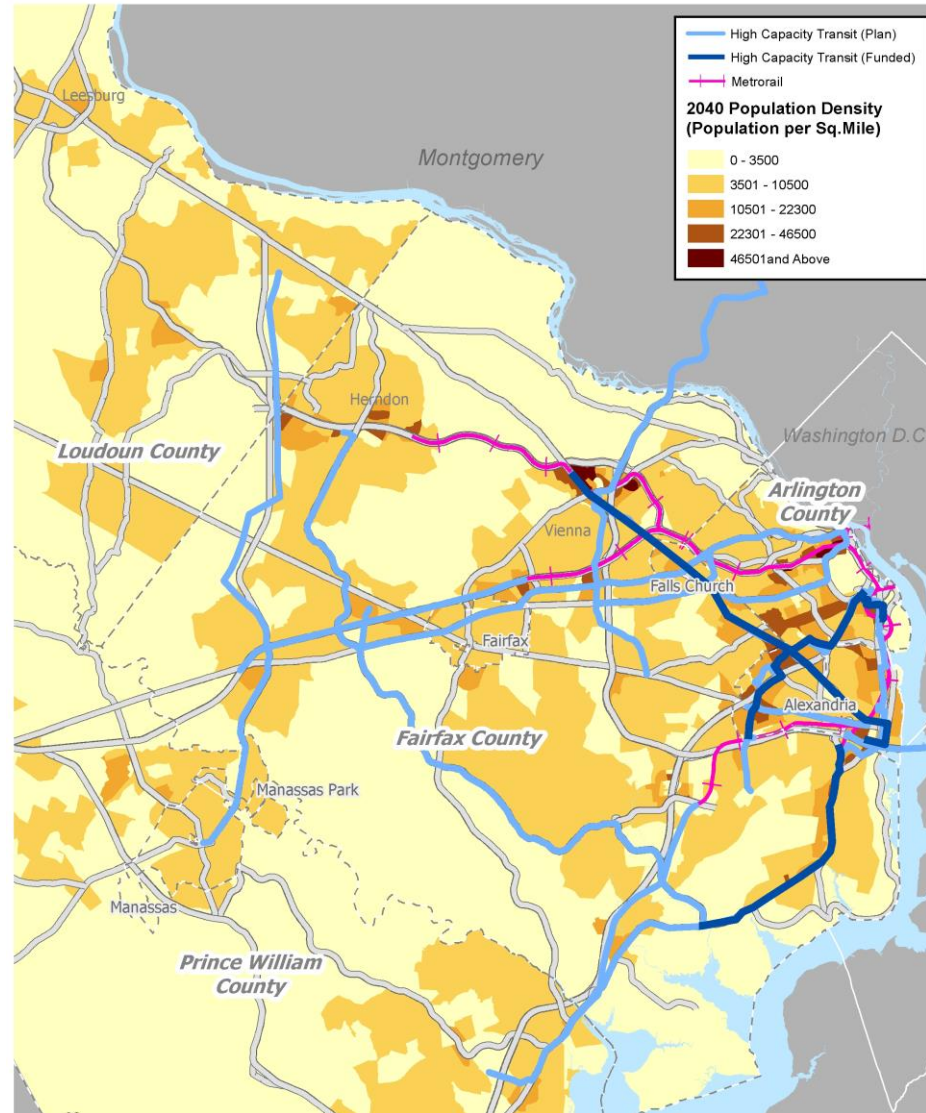 High Capacity Transit (Plan)
High Capacity Transit (Funded)
Metrorail
2040 Population Density
(Population per Sq.Mile)
0 - 3500
3501 - 10500
10501 - 22300
22301 - 46500
46501and Above
Leesburg
Montgomery
Herndon
Loudoun County
Washington D.C
Arlington
County
Vienna
Falls Church
Fairfax
Alexandria
Fairfax County
Manassas Park
Manassas
Prince William
County